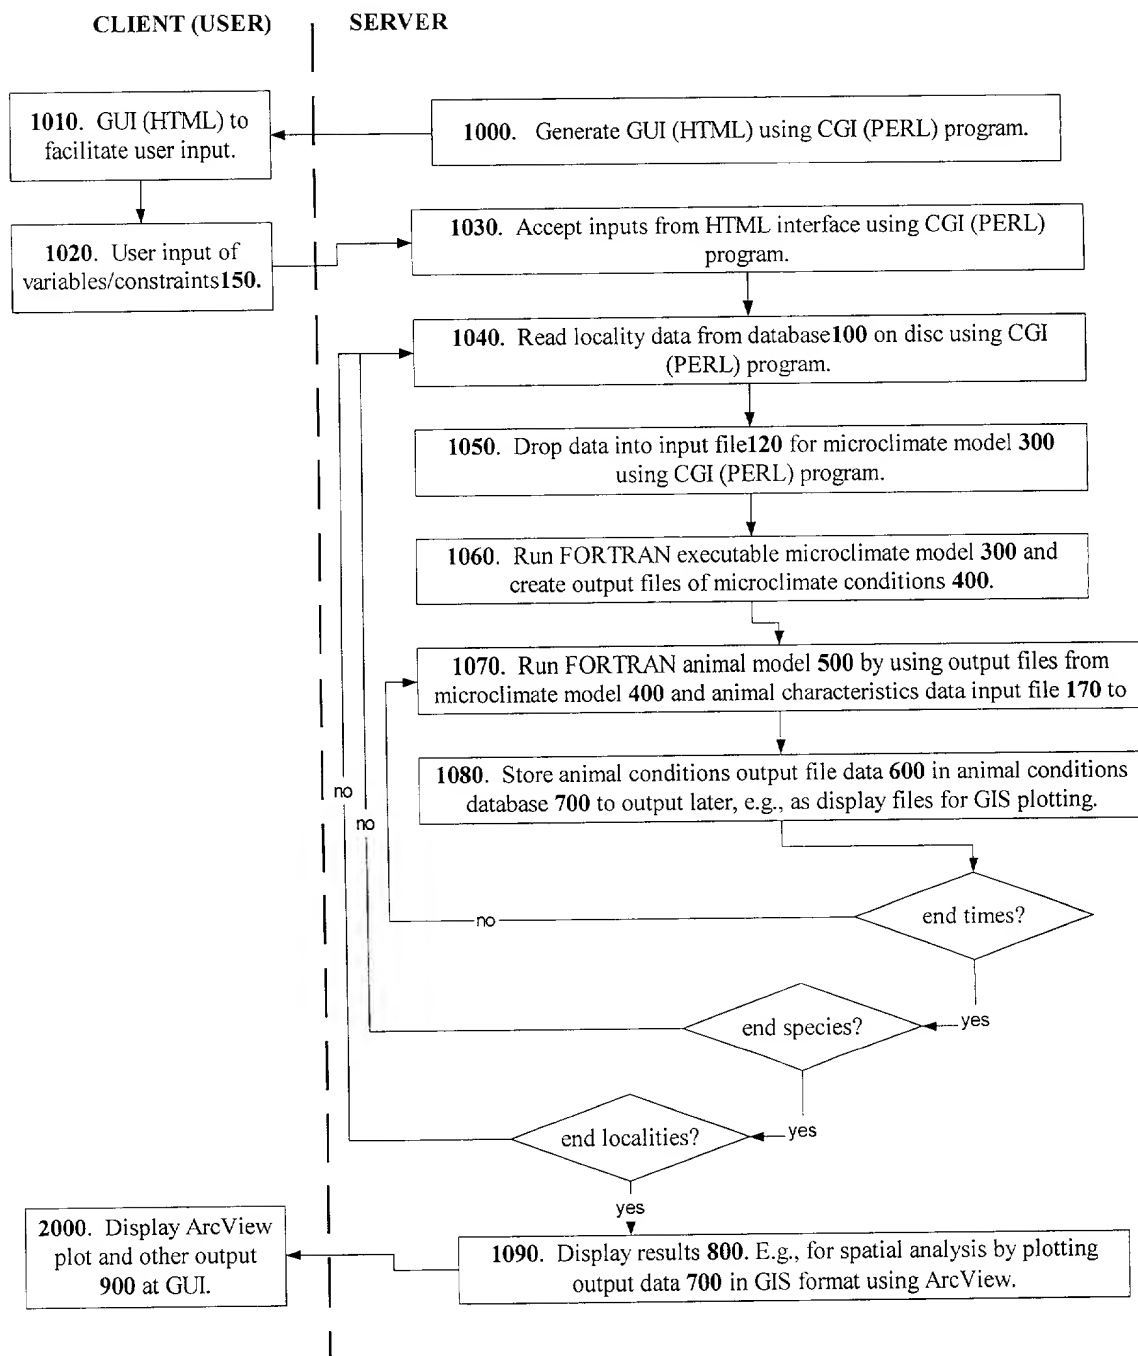 CLIENT (USER)
SERVER
1010. GUI (HTML) to
facilitate user input.
1000. Generate GUI (HTML) using CGI (PERL) program.
1020. User input of
variables/constraints150.
1030. Accept inputs from HTML interface using CGI (PERL)
program.
1040. Read locality data from database100 on disc using CGI
(PERL) program.
1050. Drop data into input file120 for microclimate model 300
using CGI (PERL) program.
1060. Run FORTRAN executable microclimate model 300 and
create output files of microclimate conditions 400.
1070. Run FORTRAN animal model 500 by using output files from
microclimate model 400 and animal characteristics data input file 170 to
1080. Store animal conditions output file data 600 in animal conditions
database 700 to output later, e.g., as display files for GIS plotting.
no
no
end times?
no
yes
end species?
yes
end localities?
yes
2000. Display ArcView
plot and other output
900 at GUI.
1090. Display results 800. E.g., for spatial analysis by plotting
output data 700 in GIS format using ArcView.